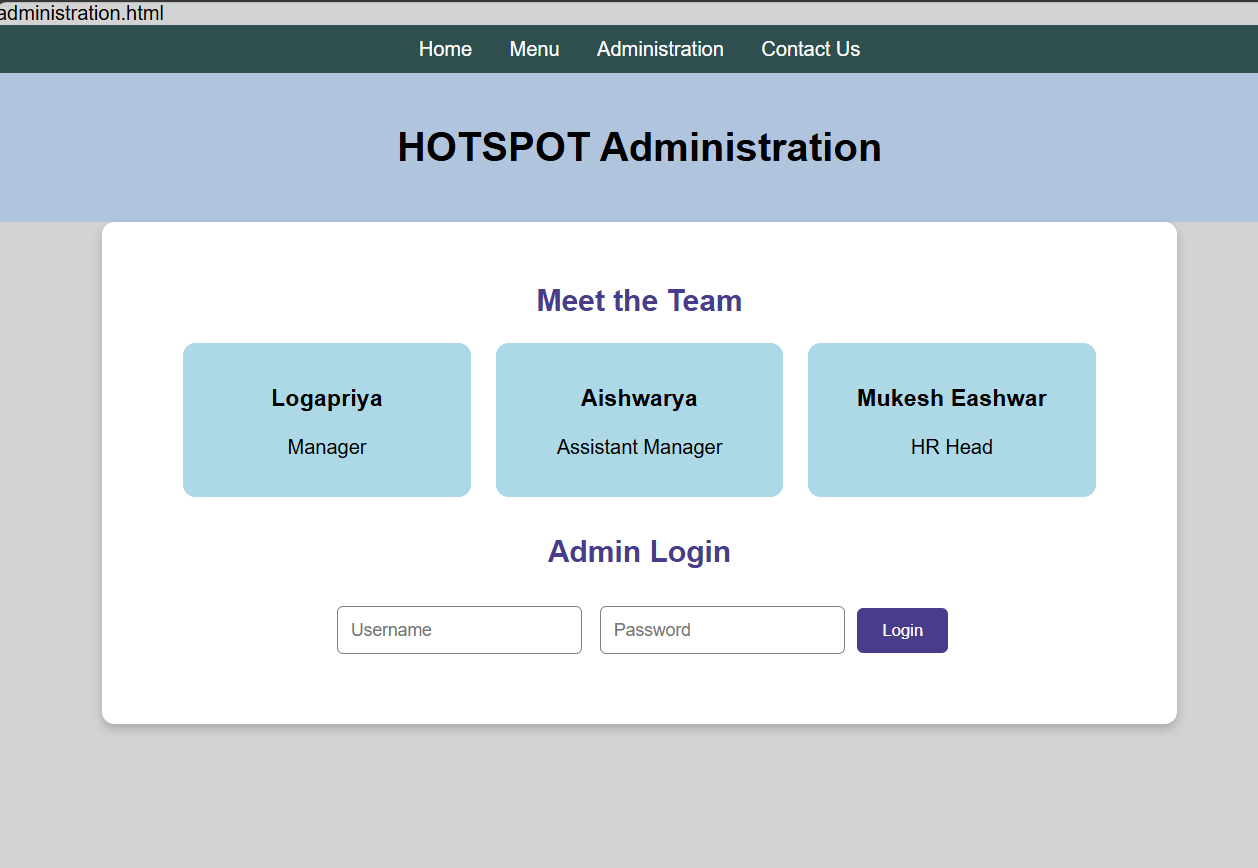 administration.html
Home Menu Administration Contact Us
HOTSPOT Administration
Meet the Team
Logapriya Aishwarya Mukesh Eashwar
Manager Assistant Manager HR Head
Admin Login
Username Password Login